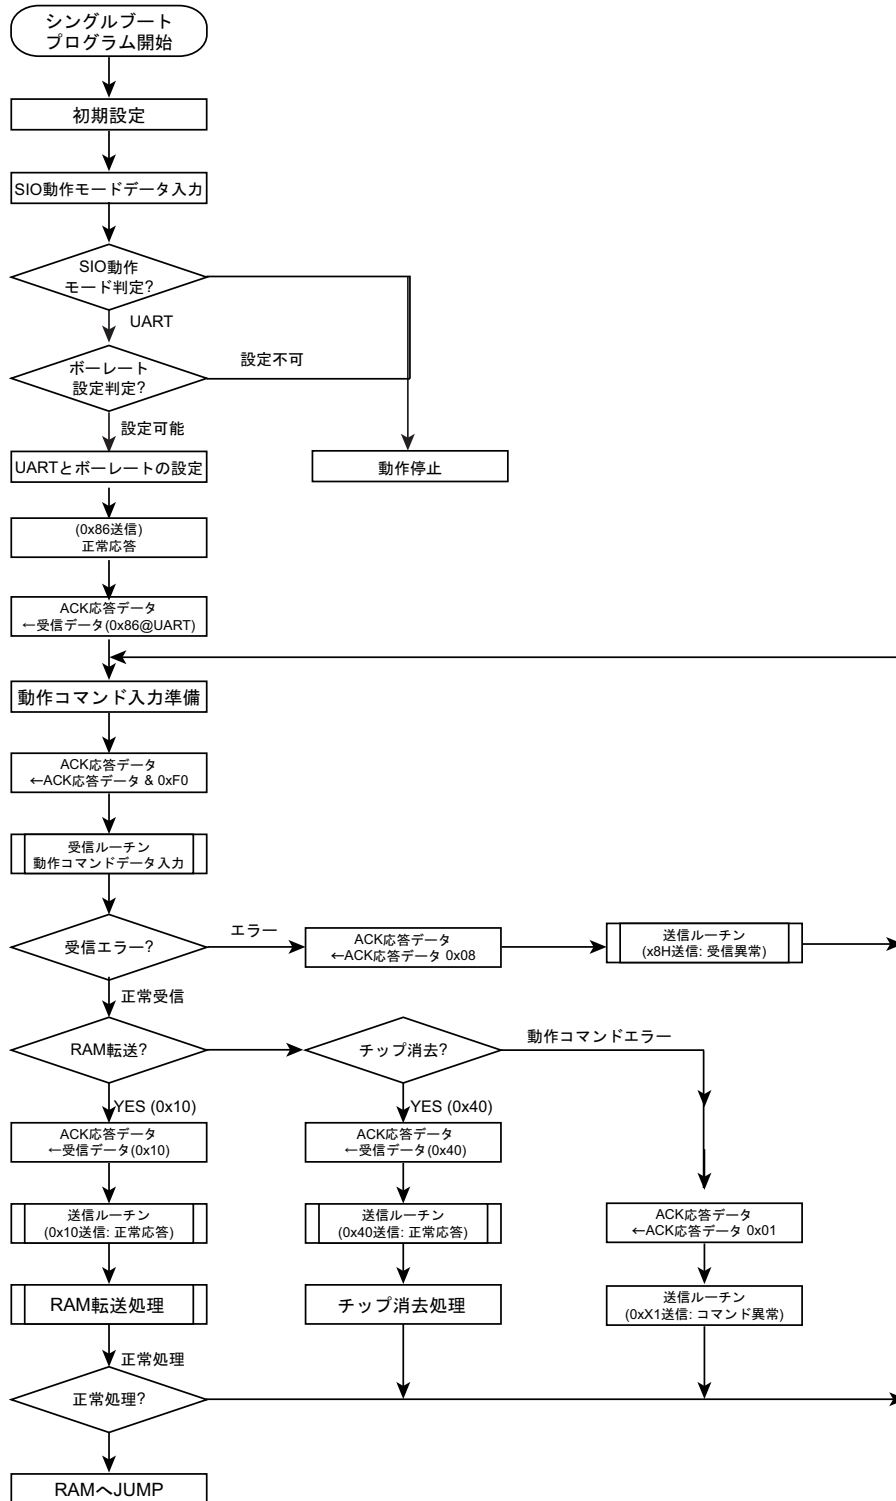 シングルブート
プログラム開始
初期設定
SIO動作モードデータ入力
SIO動作
モード判定?
UART
ボーレート
設定判定?
設定不可
設定可能
UARTとボーレートの設定
動作停止
(0x86送信)
正常応答
ACK応答データ
←受信データ(0x86@UART)
動作コマンド入力準備
ACK応答データ
←ACK応答データ & 0xF0
受信ルーチン
動作コマンドデータ入力
受信エラー?
エラー
ACK応答データ
←ACK応答データ 0x08
送信ルーチン
(x8H送信: 受信異常)
正常受信
RAM転送?
チップ消去?
動作コマンドエラー
YES (0x10)
YES (0x40)
ACK応答データ
←受信データ(0x10)
ACK応答データ
←受信データ(0x40)
送信ルーチン
(0x10送信: 正常応答)
送信ルーチン
(0x40送信: 正常応答)
ACK応答データ
←ACK応答データ 0x01
RAM転送処理
チップ消去処理
送信ルーチン
(0xX1送信: コマンド異常)
正常処理
正常処理?
RAMへJUMP